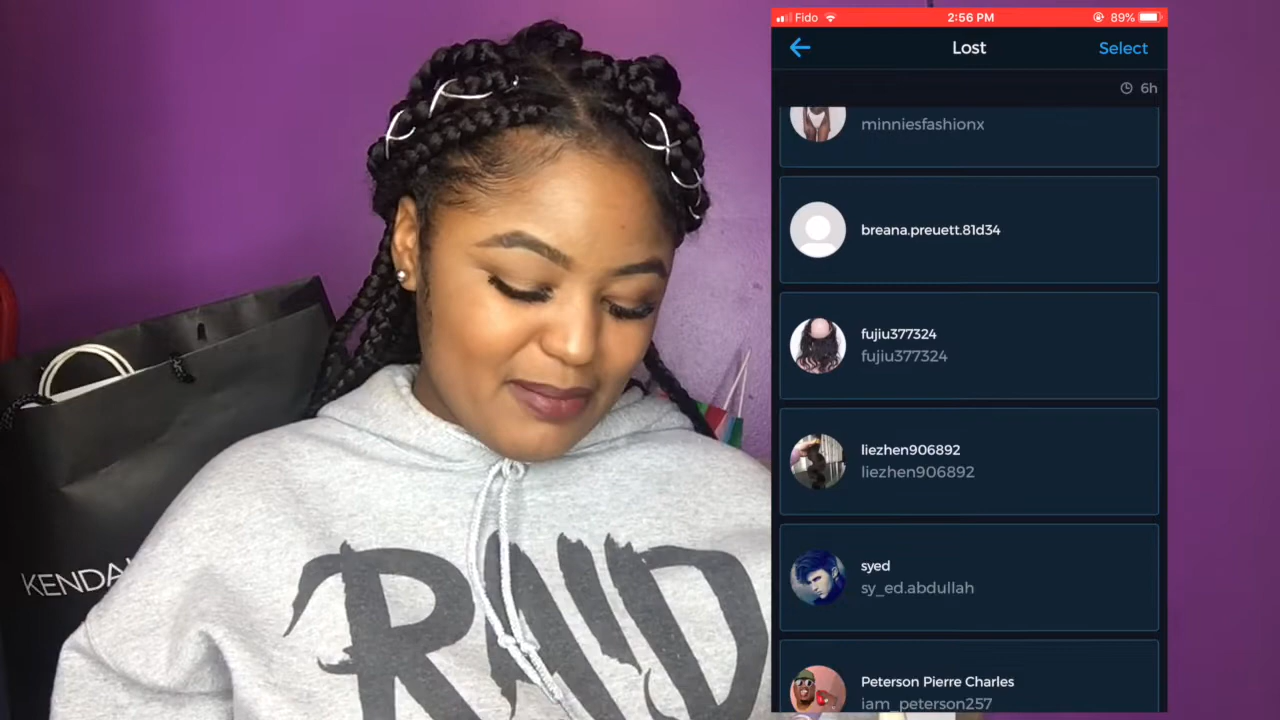 Fido
2:56 PM
89%
Lost
Select
6h
minniesfashionx
breana.preuett.81d34
fujiu377324
fujiu377324
liezhen906892
liezhen906892
syed
sy_ed.abdullah
Peterson Pierre Charles
iam_peterson257
KENDA
RAID